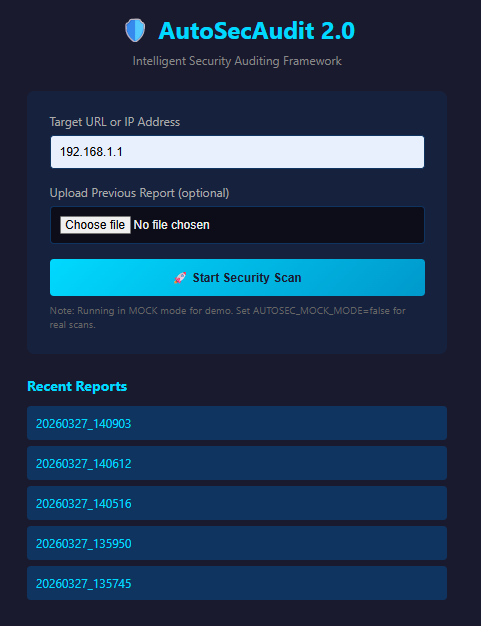 AutoSecAudit 2.0
Intelligent Security Auditing Framework
Target URL or IP Address
192.168.1.1
Upload Previous Report (optional)
Choose file No file chosen
🚀 Start Security Scan
Note: Running in MOCK mode for demo. Set AUTOSEC_MOCK_MODE=false for
real scans.
Recent Reports
20260327_140903
20260327_140612
20260327_140516
20260327_135950
20260327_135745